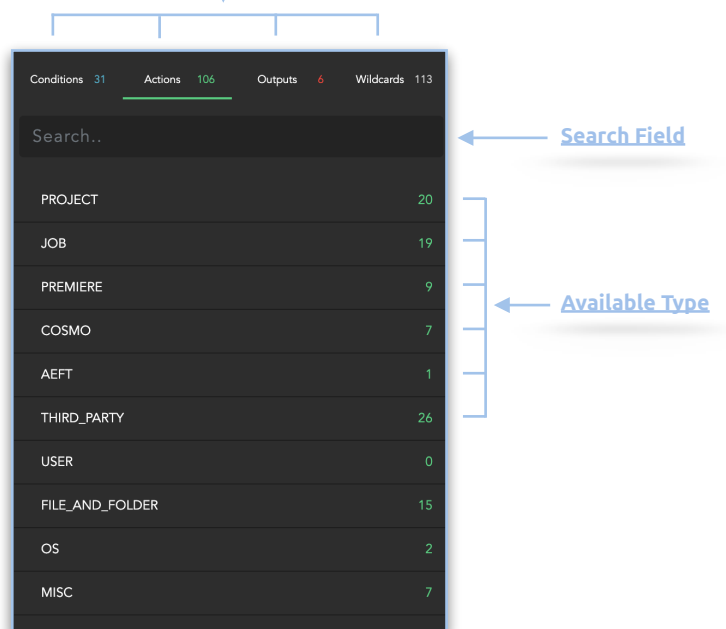 Conditions 31 Actions 106 Outputs 6 Wildcards 113
Search..
Search Field
PROJECT 20
JOB 19
PREMIERE 9
Available Type
COSMO 7
AEFT 1
THIRD_PARTY 26
USER 0
FILE_AND_FOLDER 15
OS 2
MISC 7